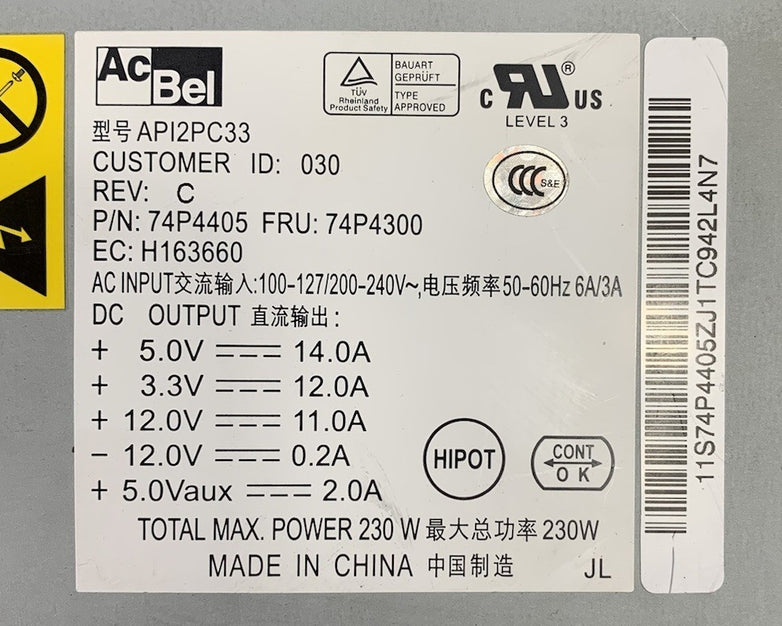 AcBel
TÜV
Rheinland
Product Safety
BAUART
GEPRÜFT
TYPE
APPROVED
C RU ® US
LEVEL 3
型号 API2PC33
CUSTOMER ID: 030
CCC S&E
REV: C
P/N: 74P4405 FRU: 74P4300
EC: H163660
AC INPUT交流输入:100-127/200-240V~,电压频率50-60Hz 6A/3A
DC OUTPUT 直流输出:
+ 5.0V ⎓ 14.0A
+ 3.3V ⎓ 12.0A
+ 12.0V ⎓ 11.0A
- 12.0V ⎓ 0.2A
+ 5.0Vaux ⎓ 2.0A
HIPOT
CONT
O K
TOTAL MAX. POWER 230 W 最大总功率 230W
MADE IN CHINA 中国制造 JL
11S74P4405ZJ1TC942L4N7